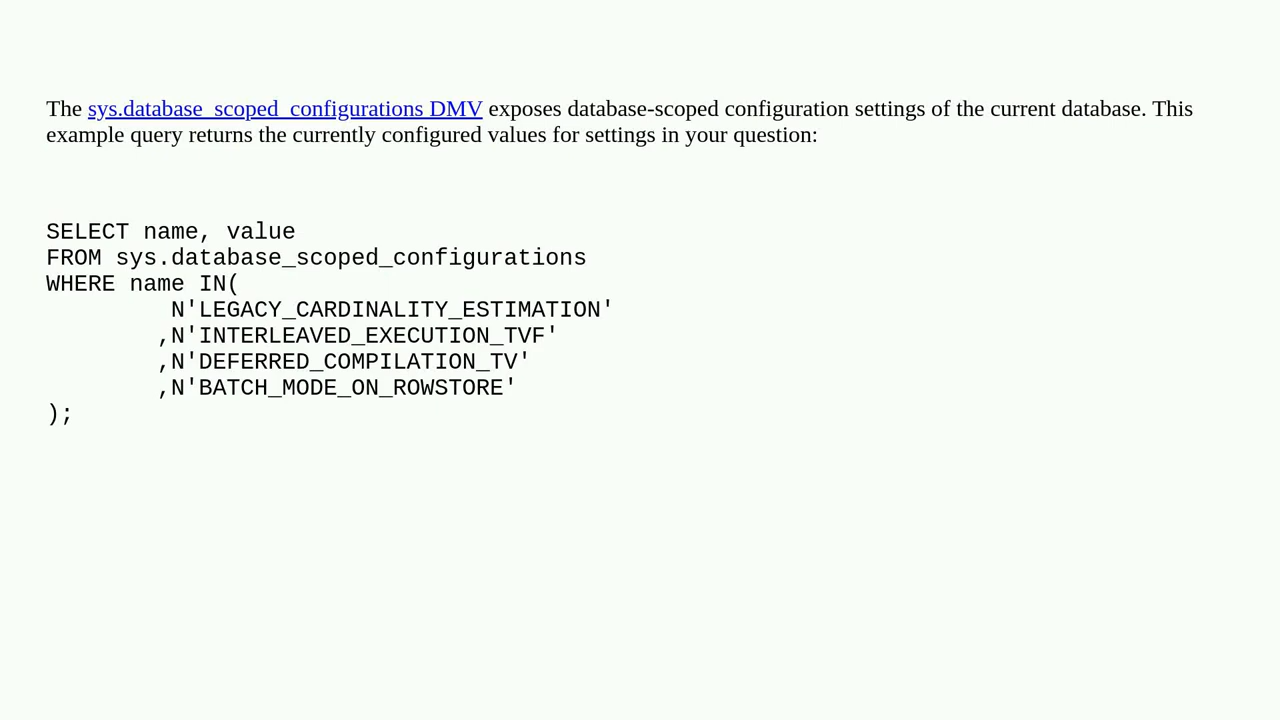 The sys.database_scoped_configurations DMV exposes database-scoped configuration settings of the current database. This
example query returns the currently configured values for settings in your question:
SELECT name, value
FROM sys.database_scoped_configurations
WHERE name IN(
         N'LEGACY_CARDINALITY_ESTIMATION'
        ,N'INTERLEAVED_EXECUTION_TVF'
        ,N'DEFERRED_COMPILATION_TV'
        ,N'BATCH_MODE_ON_ROWSTORE'
);